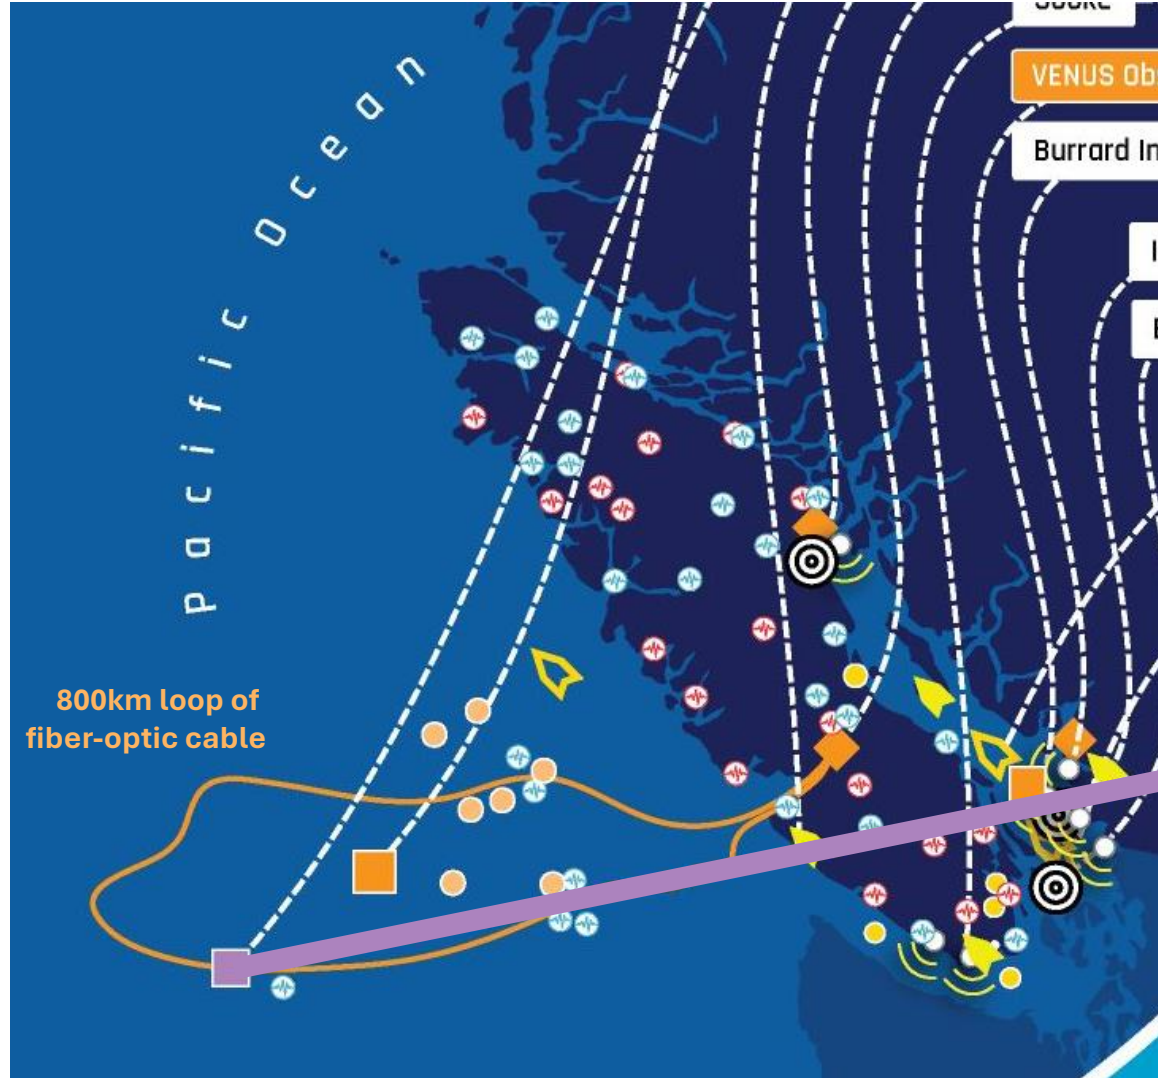 Pacific Ocean
VENUS Ob
Burrard In
800km loop of
fiber-optic cable